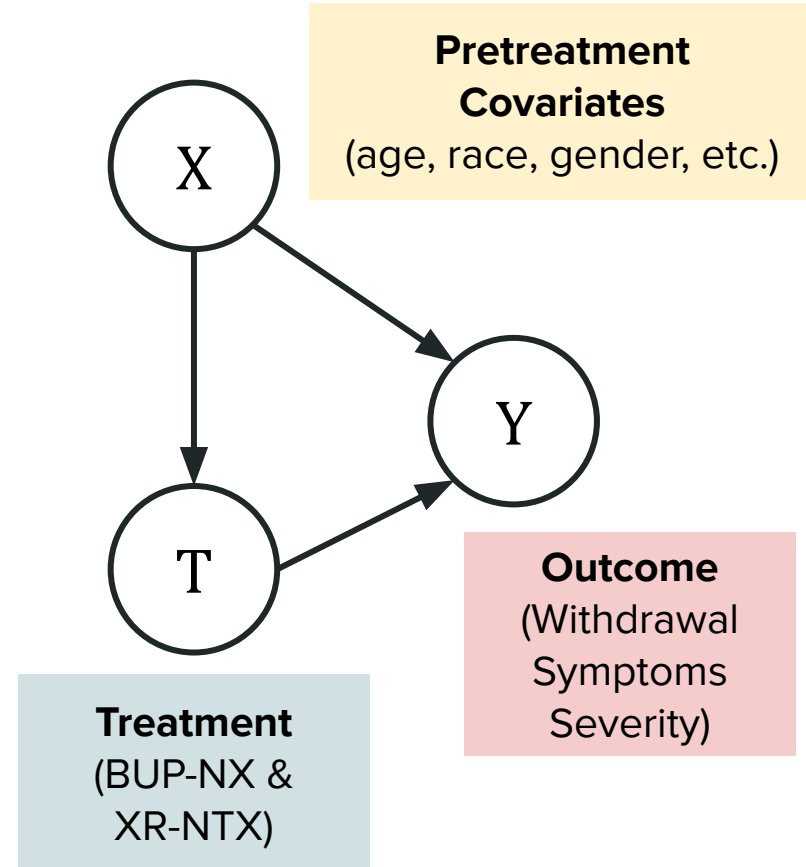 Pretreatment
Covariates
(age, race, gender, etc.)
X
Y
T
Outcome
(Withdrawal
Symptoms
Severity)
Treatment
(BUP-NX &
XR-NTX)